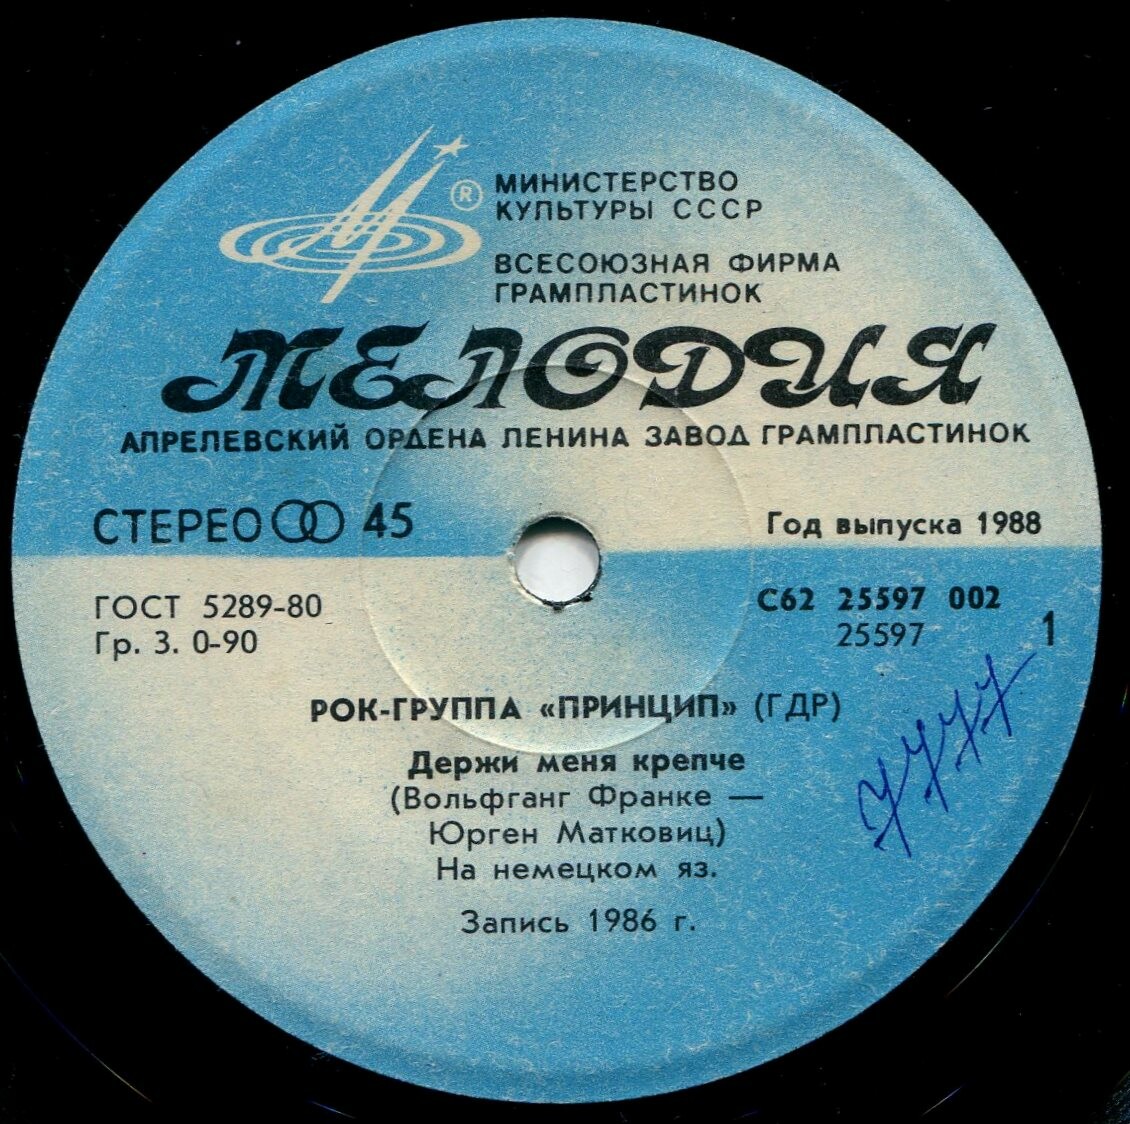 ®
МИНИСТЕРСТВО
КУЛЬТУРЫ СССР
ВСЕСОЮЗНАЯ ФИРМА
ГРАМПЛАСТИНОК
МЕЛОДИЯ
АПРЕЛЕВСКИЙ ОРДЕНА ЛЕНИНА ЗАВОД ГРАМПЛАСТИНОК
СТЕРЕО 45
Год выпуска 1988
ГОСТ 5289-80
Гр. 3. 0-90
С62 25597 002
25597
1
РОК-ГРУППА «ПРИНЦИП» (ГДР)
Держи меня крепче
(Вольфганг Франке —
Юрген Матковиц)
На немецком яз.
Запись 1986 г.